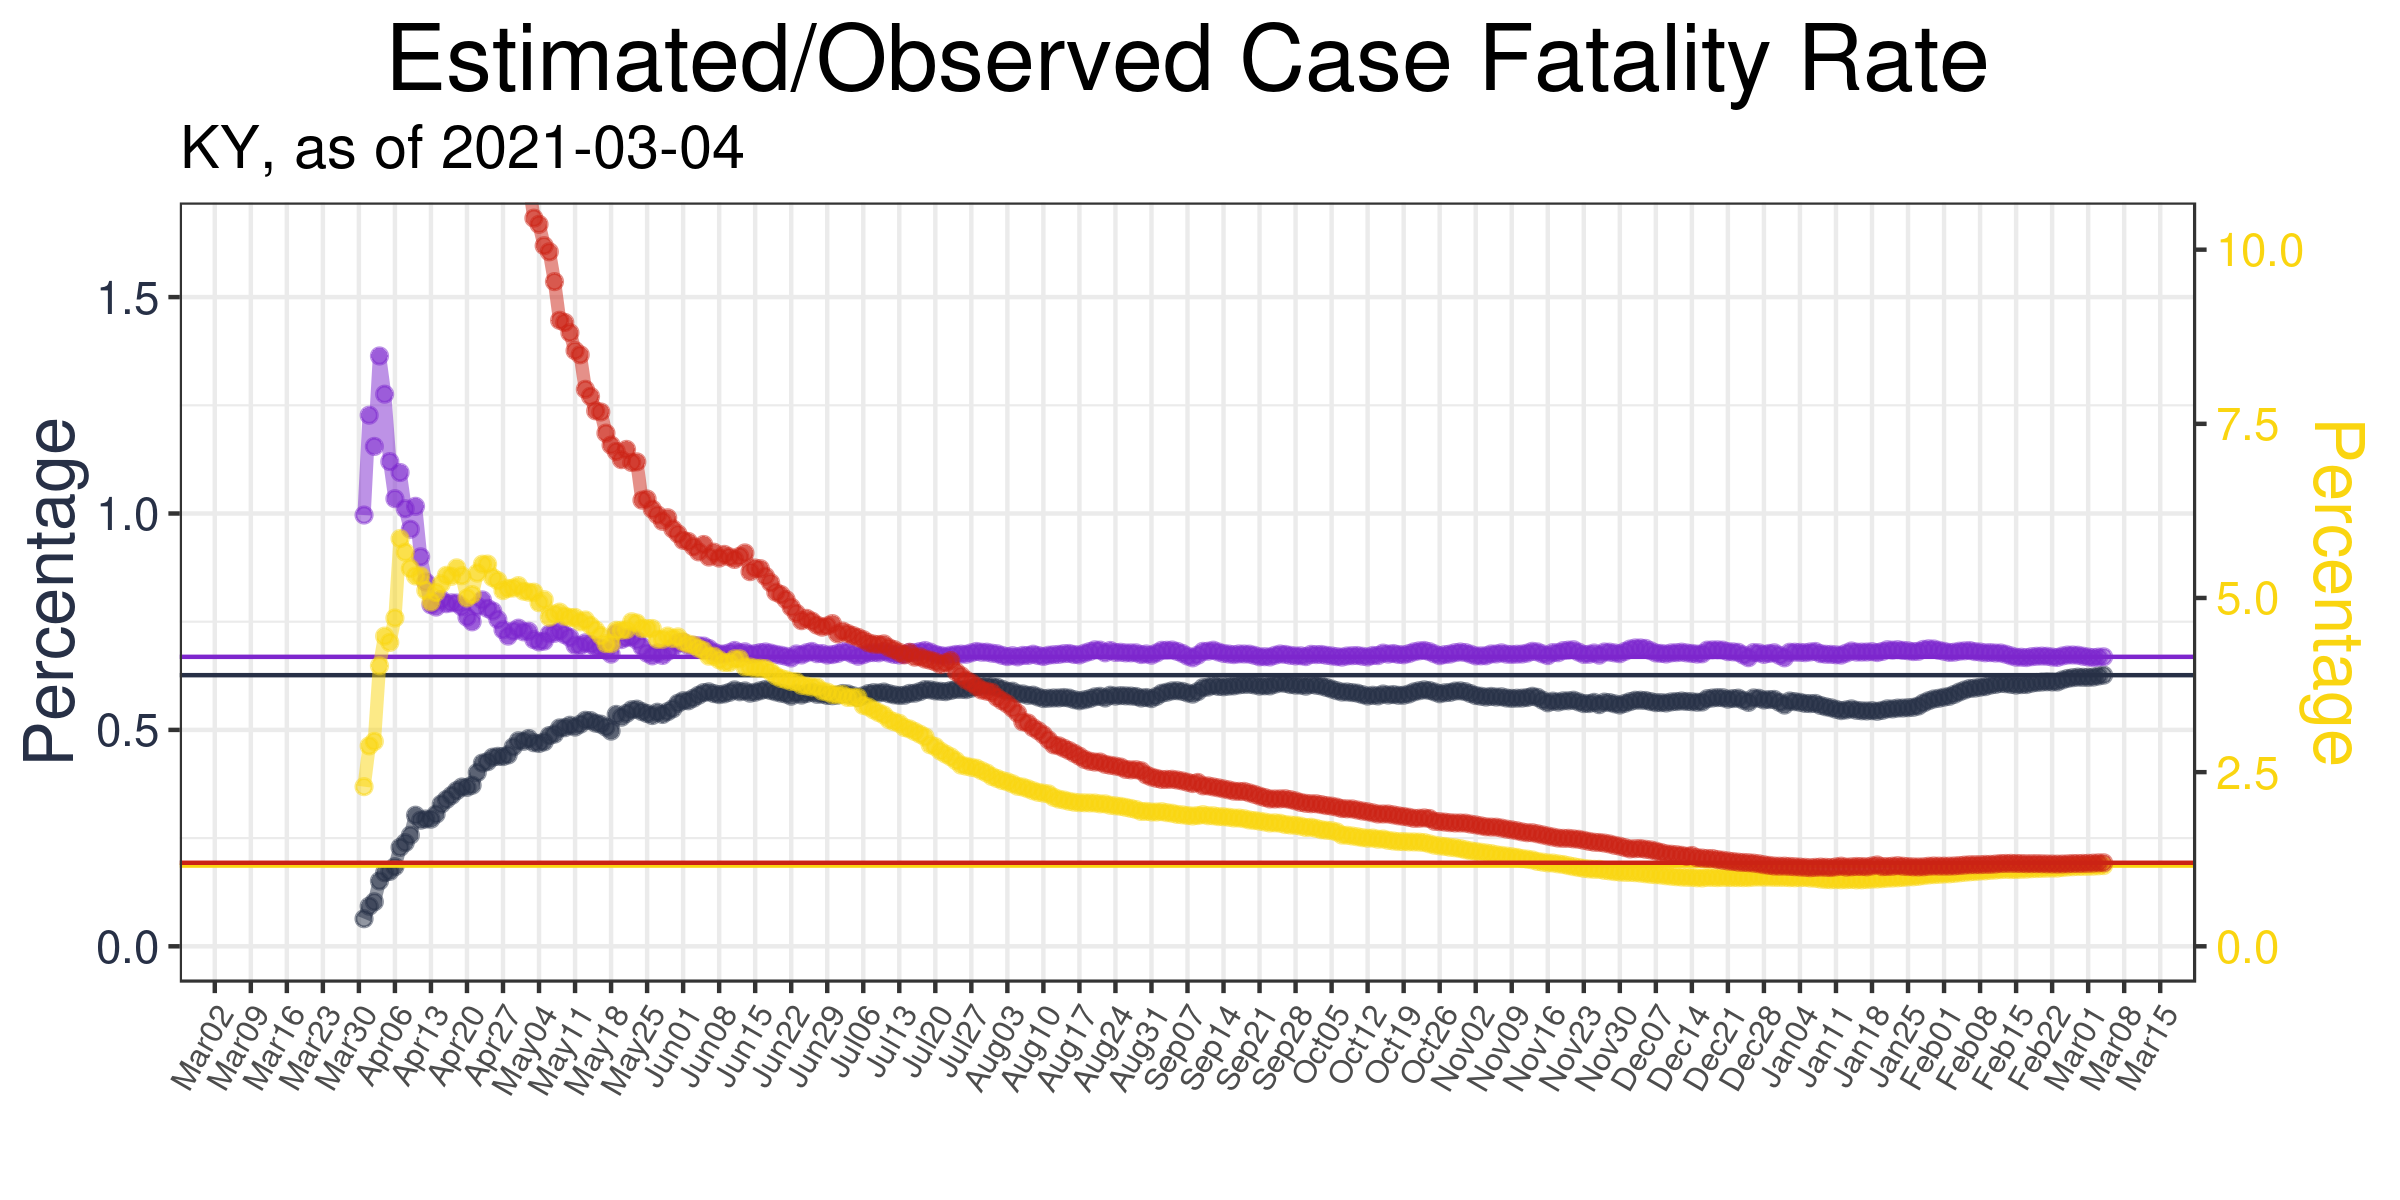 Estimated/Observed Case Fatality Rate
KY, as of 2021-03-04
Percentage
1.5
1.0
0.5
0.0
10.0
7.5
5.0
2.5
0.0
Percentage
Mar02
Mar09
Mar16
Mar23
Mar30
Apr06
Apr13
Apr20
Apr27
May04
May11
May18
May25
Jun01
Jun08
Jun15
Jun22
Jun29
Jul06
Jul13
Jul20
Jul27
Aug03
Aug10
Aug17
Aug24
Aug31
Sep07
Sep14
Sep21
Sep28
Oct05
Oct12
Oct19
Oct26
Nov02
Nov09
Nov16
Nov23
Nov30
Dec07
Dec14
Dec21
Dec28
Jan04
Jan11
Jan18
Jan25
Feb01
Feb08
Feb15
Feb22
Mar01
Mar08
Mar15